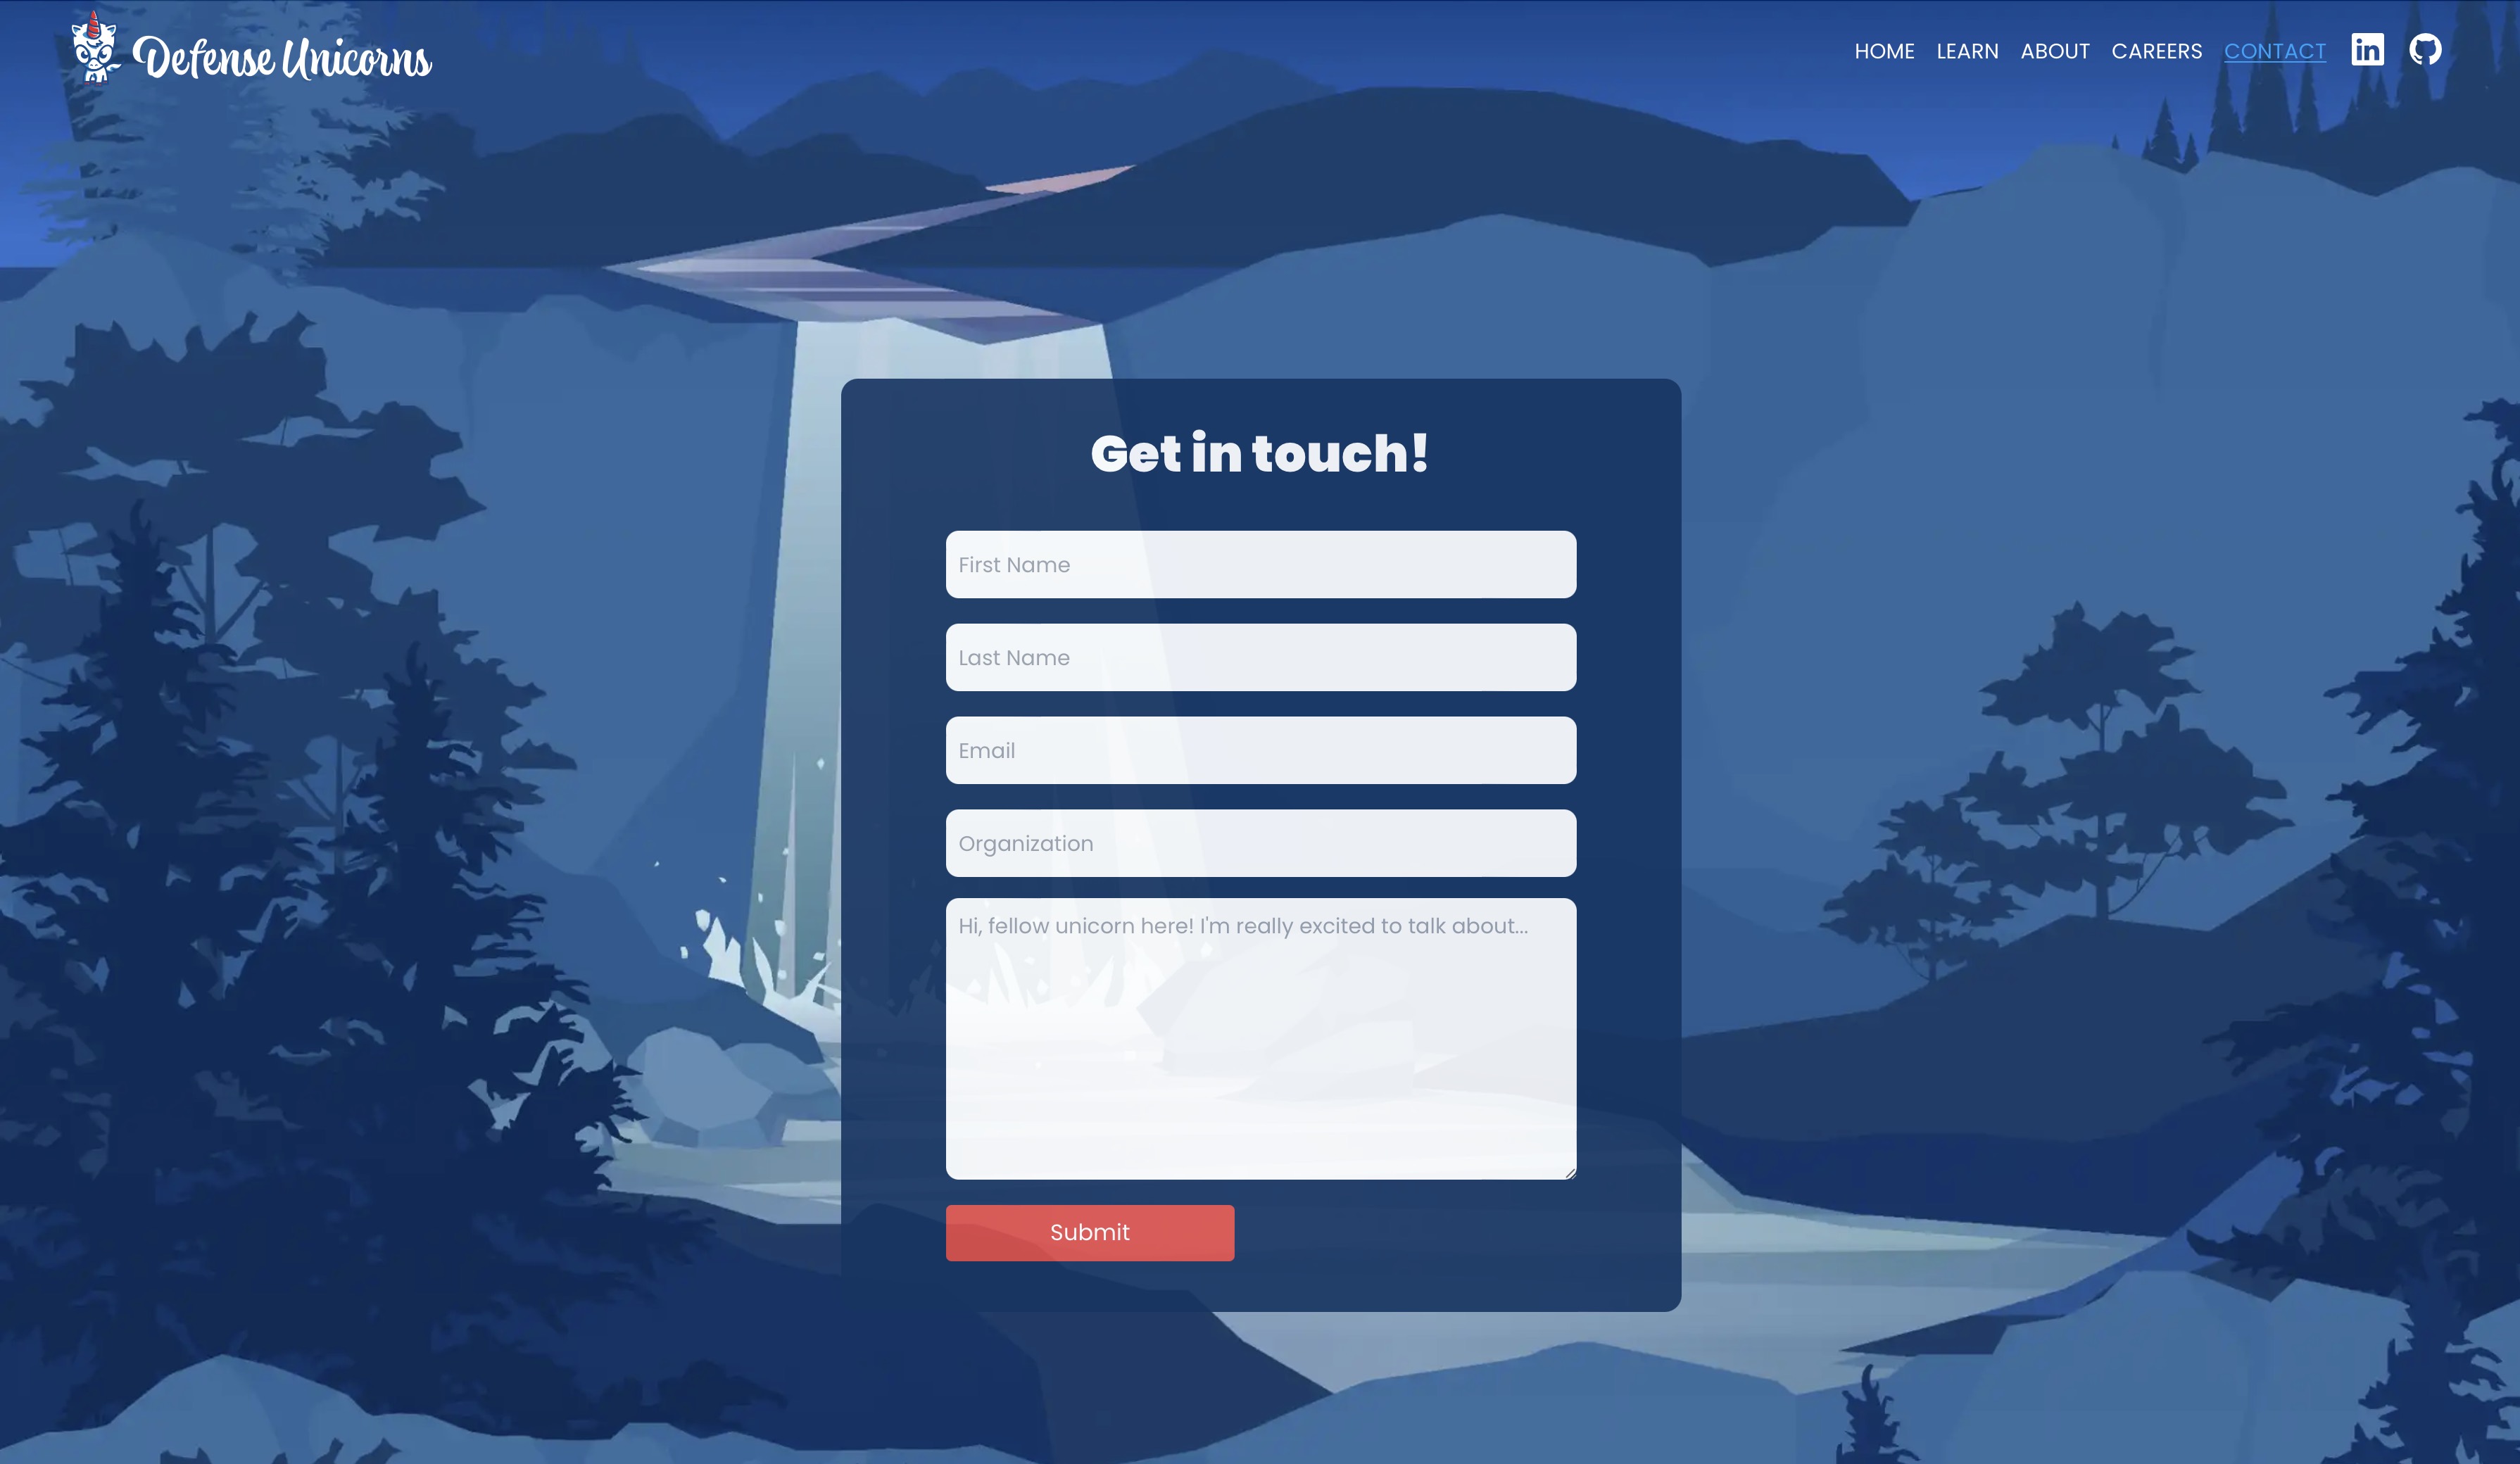 Defense Unicorns
HOME LEARN ABOUT CAREERS CONTACT in
Get in touch!
First Name
Last Name
Email
Organization
Hi, fellow unicorn here! I'm really excited to talk about...
Submit